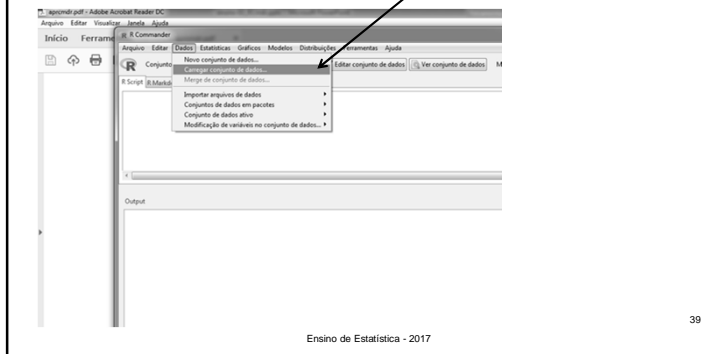 aprcmdr.pdf - Adobe Acrobat Reader DC
Arquivo Editar Visualizar Janela Ajuda
Início Ferrame
R Commander
Arquivo Editar Dados Estatísticas Gráficos Modelos Distribuições Ferramentas Ajuda
Conjunto
Editar conjunto de dados Ver conjunto de dados M
R Script R Markd
Novo conjunto de dados...
Carregar conjunto de dados...
Merge de conjunto de dados...
Importar arquivos de dados
Conjuntos de dados em pacotes
Conjunto de dados ativo
Modificação de variáveis no conjunto de dados...
Output
39
Ensino de Estatística - 2017